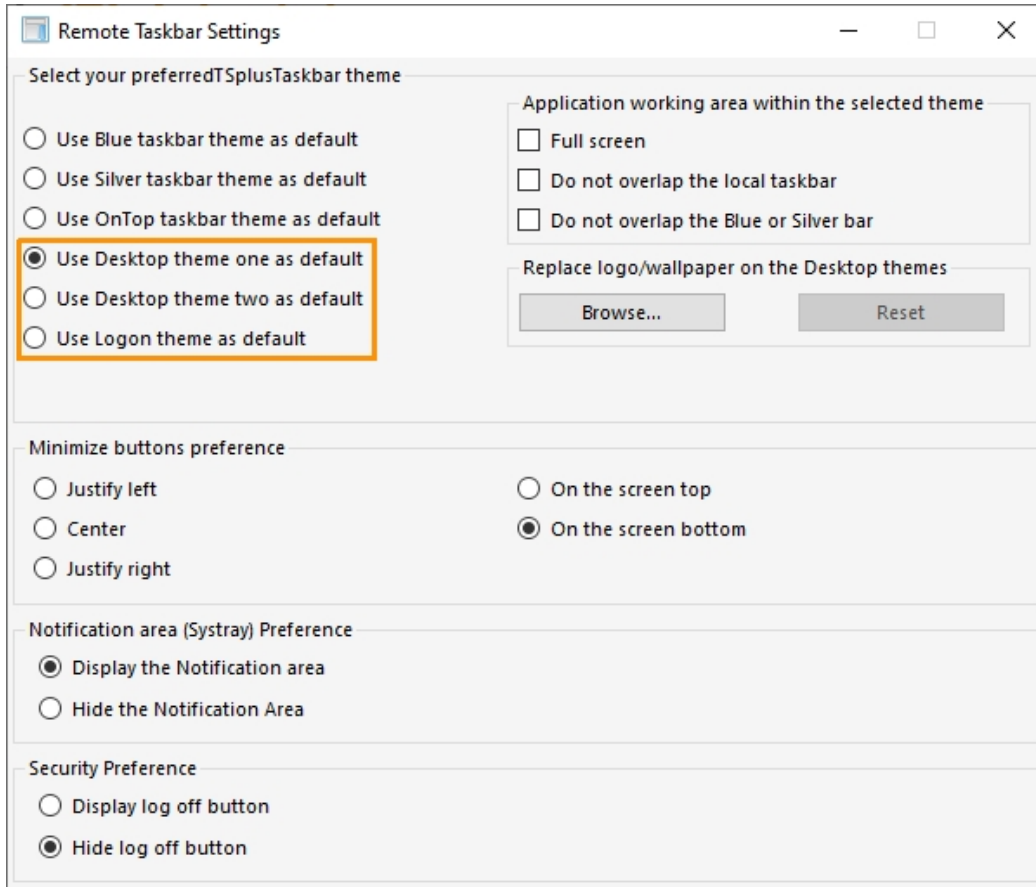 Remote Taskbar Settings
Select your preferredTSplusTaskbar theme
Use Blue taskbar theme as default
Use Silver taskbar theme as default
Use OnTop taskbar theme as default
Use Desktop theme one as default
Use Desktop theme two as default
Use Logon theme as default
Application working area within the selected theme
Full screen
Do not overlap the local taskbar
Do not overlap the Blue or Silver bar
Replace logo/wallpaper on the Desktop themes
Browse... Reset
Minimize buttons preference
Justify left
Center
Justify right
On the screen top
On the screen bottom
Notification area (Systray) Preference
Display the Notification area
Hide the Notification Area
Security Preference
Display log off button
Hide log off button